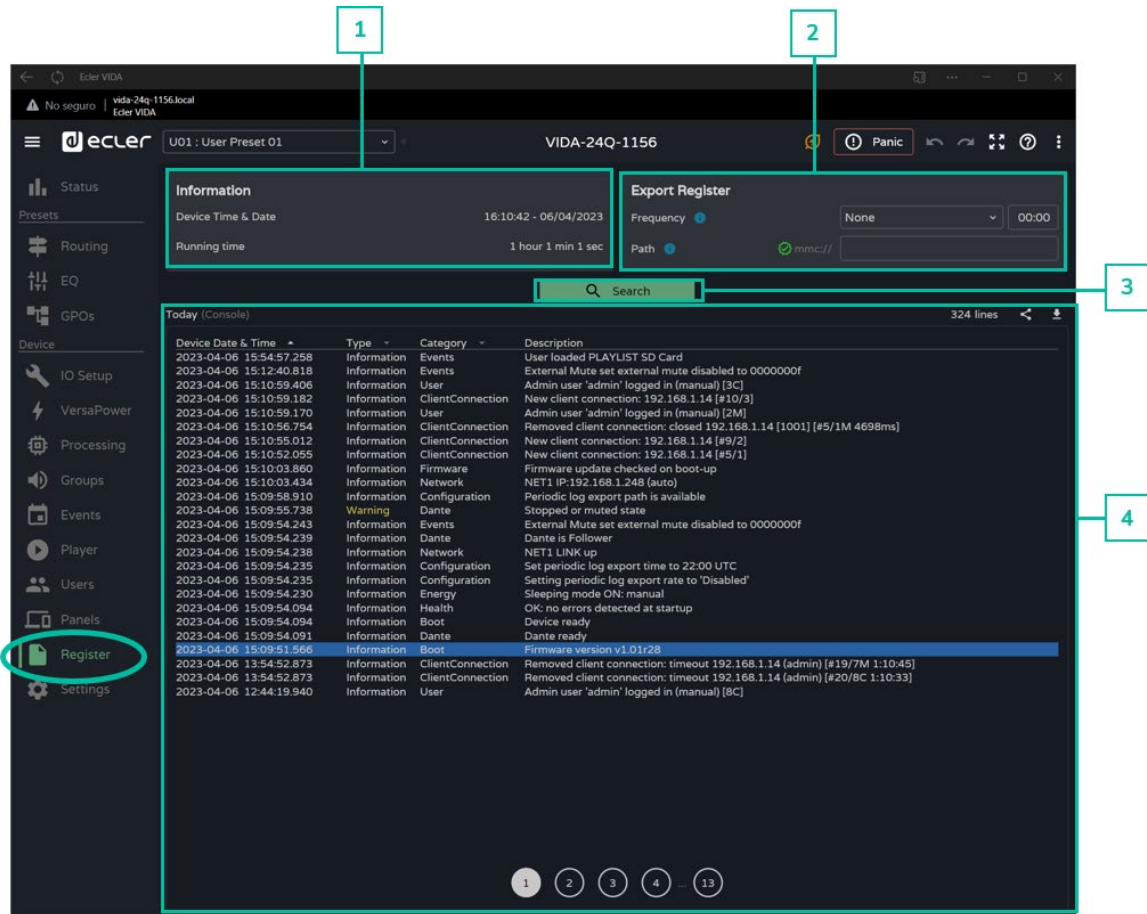 1
2
Ecler VIDA
No seguro | vida-24q-1156.local
Ecler VIDA
ecler
U01 : User Preset 01
VIDA-24Q-1156
Panic
Status
Presets
Routing
EQ
GPOs
Device
IO Setup
VersaPower
Processing
Groups
Events
Player
Users
Panels
Register
Settings
Information
Device Time & Date 16:10:42 - 06/04/2023
Running time 1 hour 1 min 1 sec
Export Register
Frequency None 00:00
Path mmc://
3
Search
Today (Console) 324 lines
4
Device Date & Time Type Category Description
2023-04-06 15:54:57.258 Information Events User loaded PLAYLIST SD Card
2023-04-06 15:12:40.818 Information Events External Mute set external mute disabled to 0000000f
2023-04-06 15:10:59.406 Information User Admin user 'admin' logged in (manual) [3C]
2023-04-06 15:10:59.182 Information ClientConnection New client connection: 192.168.1.14 [#10/3]
2023-04-06 15:10:59.170 Information User Admin user 'admin' logged in (manual) [2M]
2023-04-06 15:10:56.754 Information ClientConnection Removed client connection: closed 192.168.1.14 [1001] [#5/1M 4698ms]
2023-04-06 15:10:55.012 Information ClientConnection New client connection: 192.168.1.14 [#9/2]
2023-04-06 15:10:52.055 Information ClientConnection New client connection: 192.168.1.14 [#5/1]
2023-04-06 15:10:03.860 Information Firmware Firmware update checked on boot-up
2023-04-06 15:10:03.434 Information Network NET1 IP:192.168.1.248 (auto)
2023-04-06 15:09:58.910 Information Configuration Periodic log export path is available
2023-04-06 15:09:55.738 Warning Dante Stopped or muted state
2023-04-06 15:09:54.243 Information Events External Mute set external mute disabled to 0000000f
2023-04-06 15:09:54.239 Information Dante Dante is Follower
2023-04-06 15:09:54.238 Information Network NET1 LINK up
2023-04-06 15:09:54.235 Information Configuration Set periodic log export time to 22:00 UTC
2023-04-06 15:09:54.235 Information Configuration Setting periodic log export rate to 'Disabled'
2023-04-06 15:09:54.230 Information Energy Sleeping mode ON: manual
2023-04-06 15:09:54.094 Information Health OK: no errors detected at startup
2023-04-06 15:09:54.094 Information Boot Device ready
2023-04-06 15:09:54.091 Information Dante Dante ready
2023-04-06 15:09:51.566 Information Boot Firmware version v1.01r28
2023-04-06 13:54:52.873 Information ClientConnection Removed client connection: timeout 192.168.1.14 (admin) [#19/7M 1:10:45]
2023-04-06 13:54:52.873 Information ClientConnection Removed client connection: timeout 192.168.1.14 (admin) [#20/8C 1:10:33]
2023-04-06 12:44:19.940 Information User Admin user 'admin' logged in (manual) [8C]
1 2 3 4 ... 13